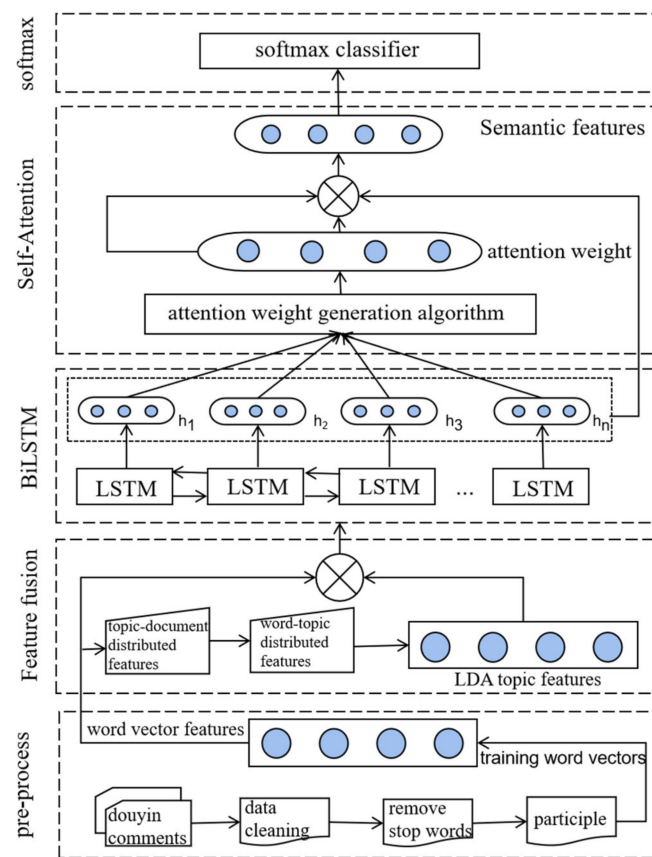 softmax
softmax classifier
Self-Attention
Semantic features
attention weight
attention weight generation algorithm
BiLSTM
h1
h2
h3
hn
LSTM
LSTM
LSTM
...
LSTM
Feature fusion
topic-document
distributed
features
word-topic
distributed
features
LDA topic features
pre-process
word vector features
training word vectors
douyin
comments
data
cleaning
remove
stop words
participle